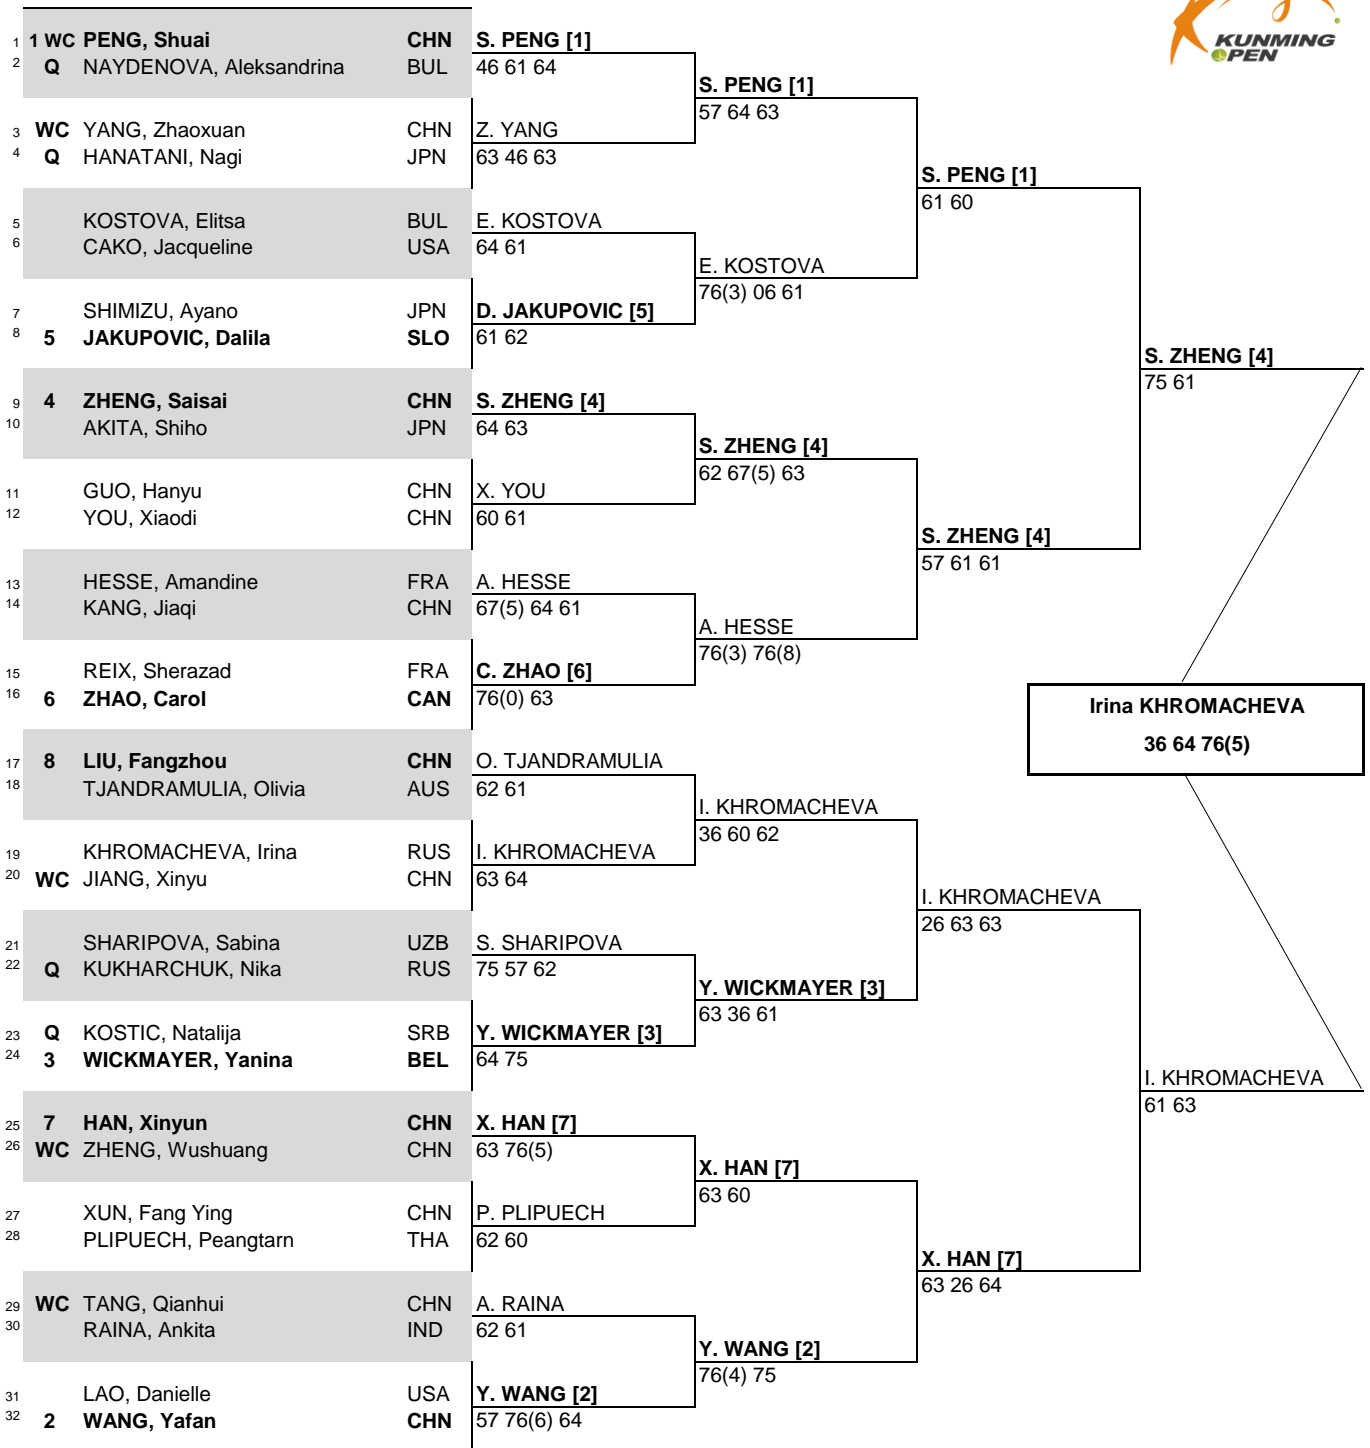 KUNMING
OPEN
1 1 WC PENG, Shuai CHN
2 Q NAYDENOVA, Aleksandrina BUL
3 WC YANG, Zhaoxuan CHN
4 Q HANATANI, Nagi JPN
5 KOSTOVA, Elitsa BUL
6 CAKO, Jacqueline USA
7 SHIMIZU, Ayano JPN
8 5 JAKUPOVIC, Dalila SLO
9 4 ZHENG, Saisai CHN
10 AKITA, Shiho JPN
11 GUO, Hanyu CHN
12 YOU, Xiaodi CHN
13 HESSE, Amandine FRA
14 KANG, Jiaqi CHN
15 REIX, Sherazad FRA
16 6 ZHAO, Carol CAN
17 8 LIU, Fangzhou CHN
18 TJANDRAMULIA, Olivia AUS
19 KHROMACHEVA, Irina RUS
20 WC JIANG, Xinyu CHN
21 SHARIPOVA, Sabina UZB
22 Q KUKHARCHUK, Nika RUS
23 Q KOSTIC, Natalija SRB
24 3 WICKMAYER, Yanina BEL
25 7 HAN, Xinyun CHN
26 WC ZHENG, Wushuang CHN
27 XUN, Fang Ying CHN
28 PLIPUECH, Peangtarn THA
29 WC TANG, Qianhui CHN
30 RAINA, Ankita IND
31 LAO, Danielle USA
32 2 WANG, Yafan CHN
S. PENG [1]
46 61 64
Z. YANG
63 46 63
E. KOSTOVA
64 61
D. JAKUPOVIC [5]
61 62
S. ZHENG [4]
64 63
X. YOU
60 61
A. HESSE
67(5) 64 61
C. ZHAO [6]
76(0) 63
O. TJANDRAMULIA
62 61
I. KHROMACHEVA
63 64
S. SHARIPOVA
75 57 62
Y. WICKMAYER [3]
64 75
X. HAN [7]
63 76(5)
P. PLIPUECH
62 60
A. RAINA
62 61
Y. WANG [2]
57 76(6) 64
S. PENG [1]
57 64 63
E. KOSTOVA
76(3) 06 61
S. ZHENG [4]
62 67(5) 63
A. HESSE
76(3) 76(8)
I. KHROMACHEVA
36 60 62
Y. WICKMAYER [3]
63 36 61
X. HAN [7]
63 60
Y. WANG [2]
76(4) 75
S. PENG [1]
61 60
S. ZHENG [4]
57 61 61
I. KHROMACHEVA
26 63 63
X. HAN [7]
63 26 64
S. ZHENG [4]
75 61
I. KHROMACHEVA
61 63
Irina KHROMACHEVA
36 64 76(5)